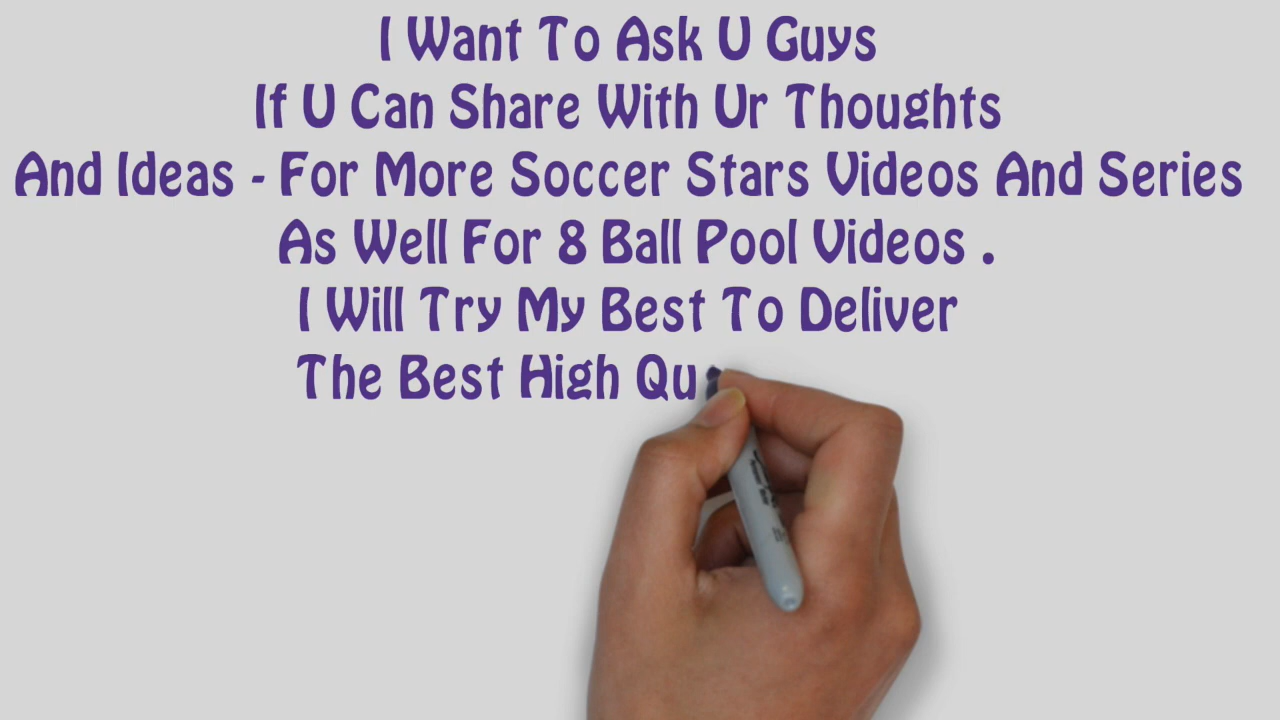 I Want To Ask U Guys
If U Can Share With Ur Thoughts
And Ideas - For More Soccer Stars Videos And Series
As Well For 8 Ball Pool Videos .
I Will Try My Best To Deliver
The Best High Qu